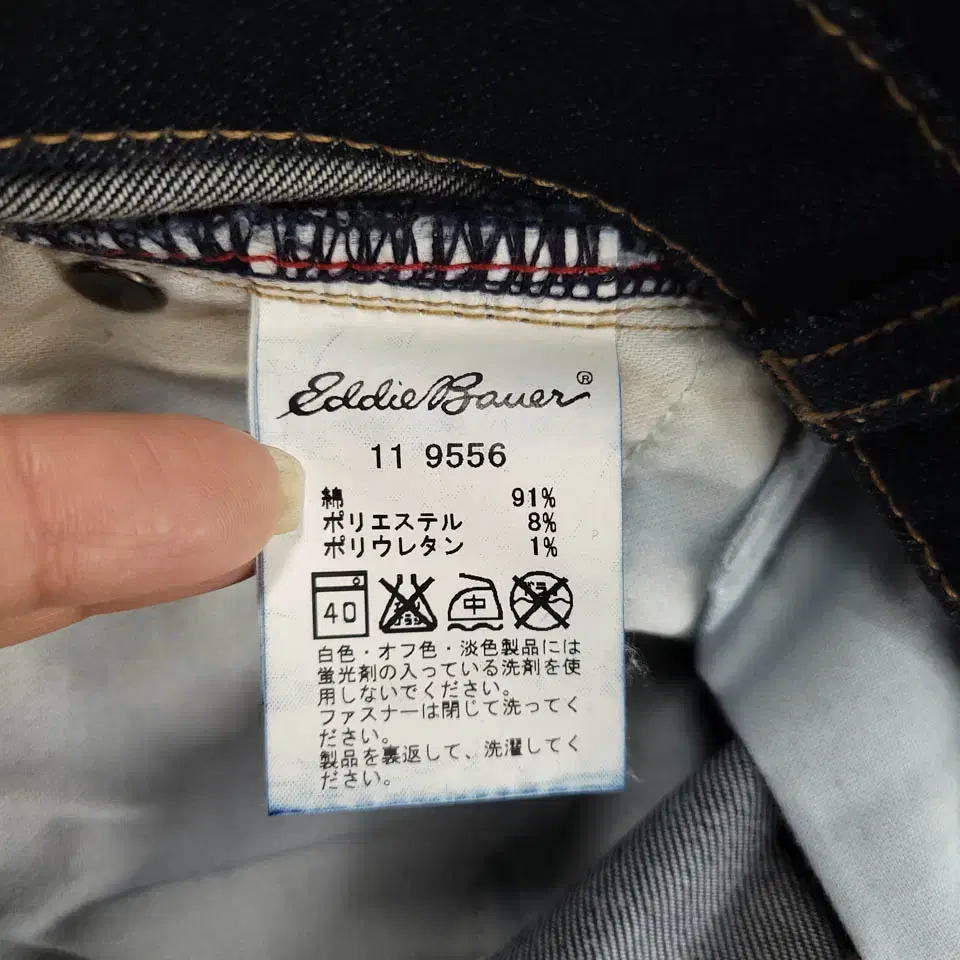 Eddie Bauer®
11 9556
綿 91%
ポリエステル 8%
ポリウレタン 1%
40 中 ドライ
白色・オフ色・淡色製品には
蛍光剤の入っている洗剤を使
用しないでください。
ファスナーは閉じて洗ってく
ださい。
製品を裏返して、洗濯してく
ださい。